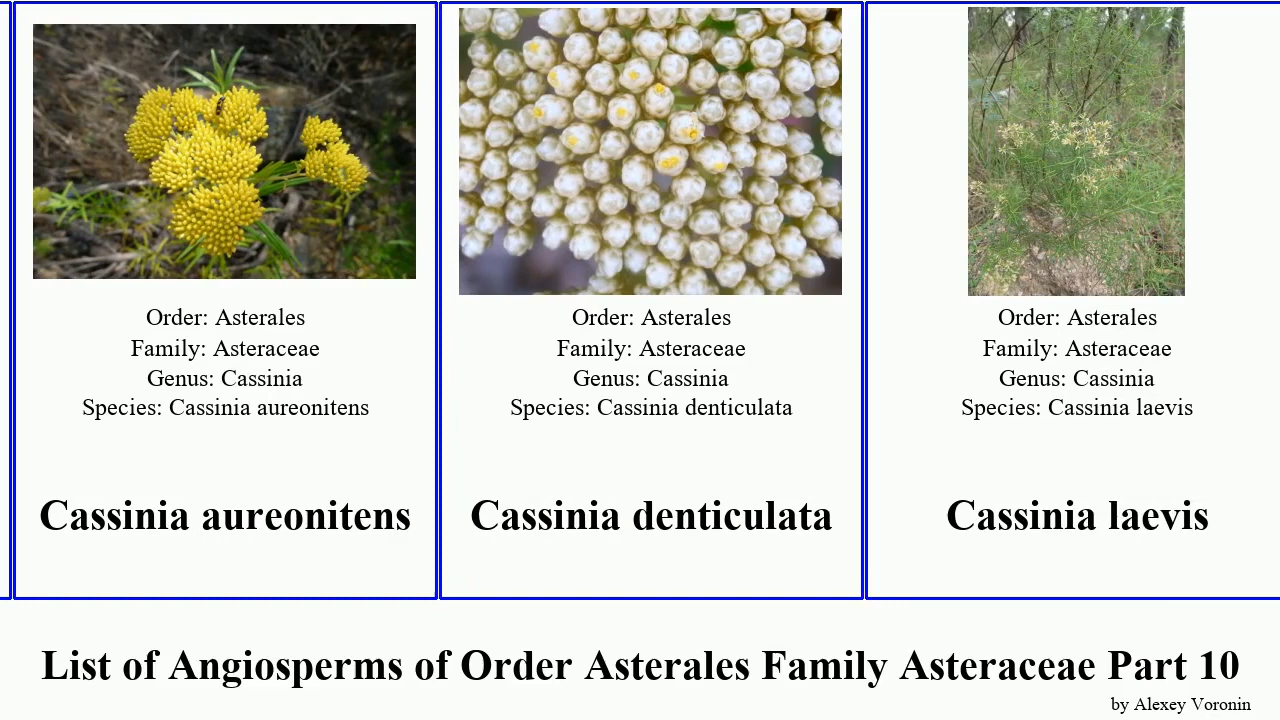 Order: Asterales
Family: Asteraceae
Genus: Cassinia
Species: Cassinia aureonitens
Cassinia aureonitens
Order: Asterales
Family: Asteraceae
Genus: Cassinia
Species: Cassinia denticulata
Cassinia denticulata
Order: Asterales
Family: Asteraceae
Genus: Cassinia
Species: Cassinia laevis
Cassinia laevis
List of Angiosperms of Order Asterales Family Asteraceae Part 10
by Alexey Voronin